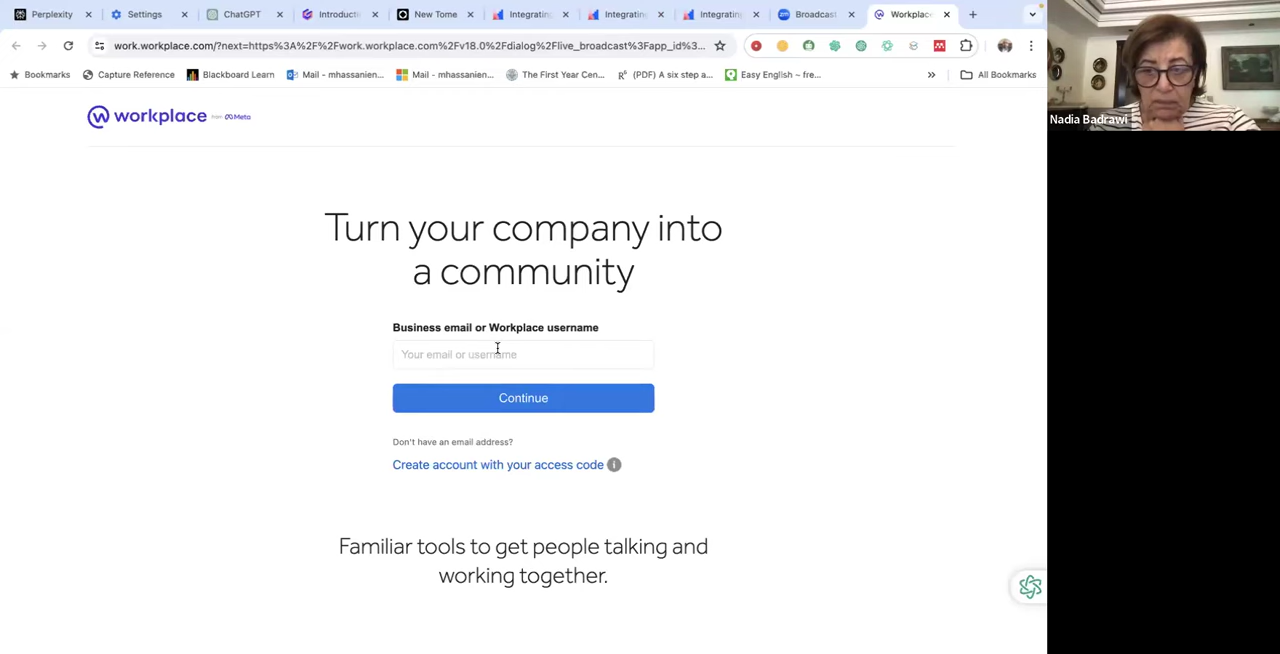 Perplexity
Settings
ChatGPT
Introducti
New Tome
Integrating
Integratin
Integrating
Broadcast
Workplac
work.workplace.com/?next=https%3A%2F%2Fwork.workplace.com%2Fv18.0%2Fdialog%2Flive_broadcast%3Fapp_id%3...
Bookmarks
Capture Reference
Blackboard Learn
Mail - mhassanien...
Mail - mhassanien...
The First Year Cen...
(PDF) A six step a...
Easy English ~ fre...
»
All Bookmarks
workplace from Meta
Turn your company into
a community
Business email or Workplace username
Your email or username
Continue
Don't have an email address?
Create account with your access code
Familiar tools to get people talking and
working together.
Nadia Badrawi